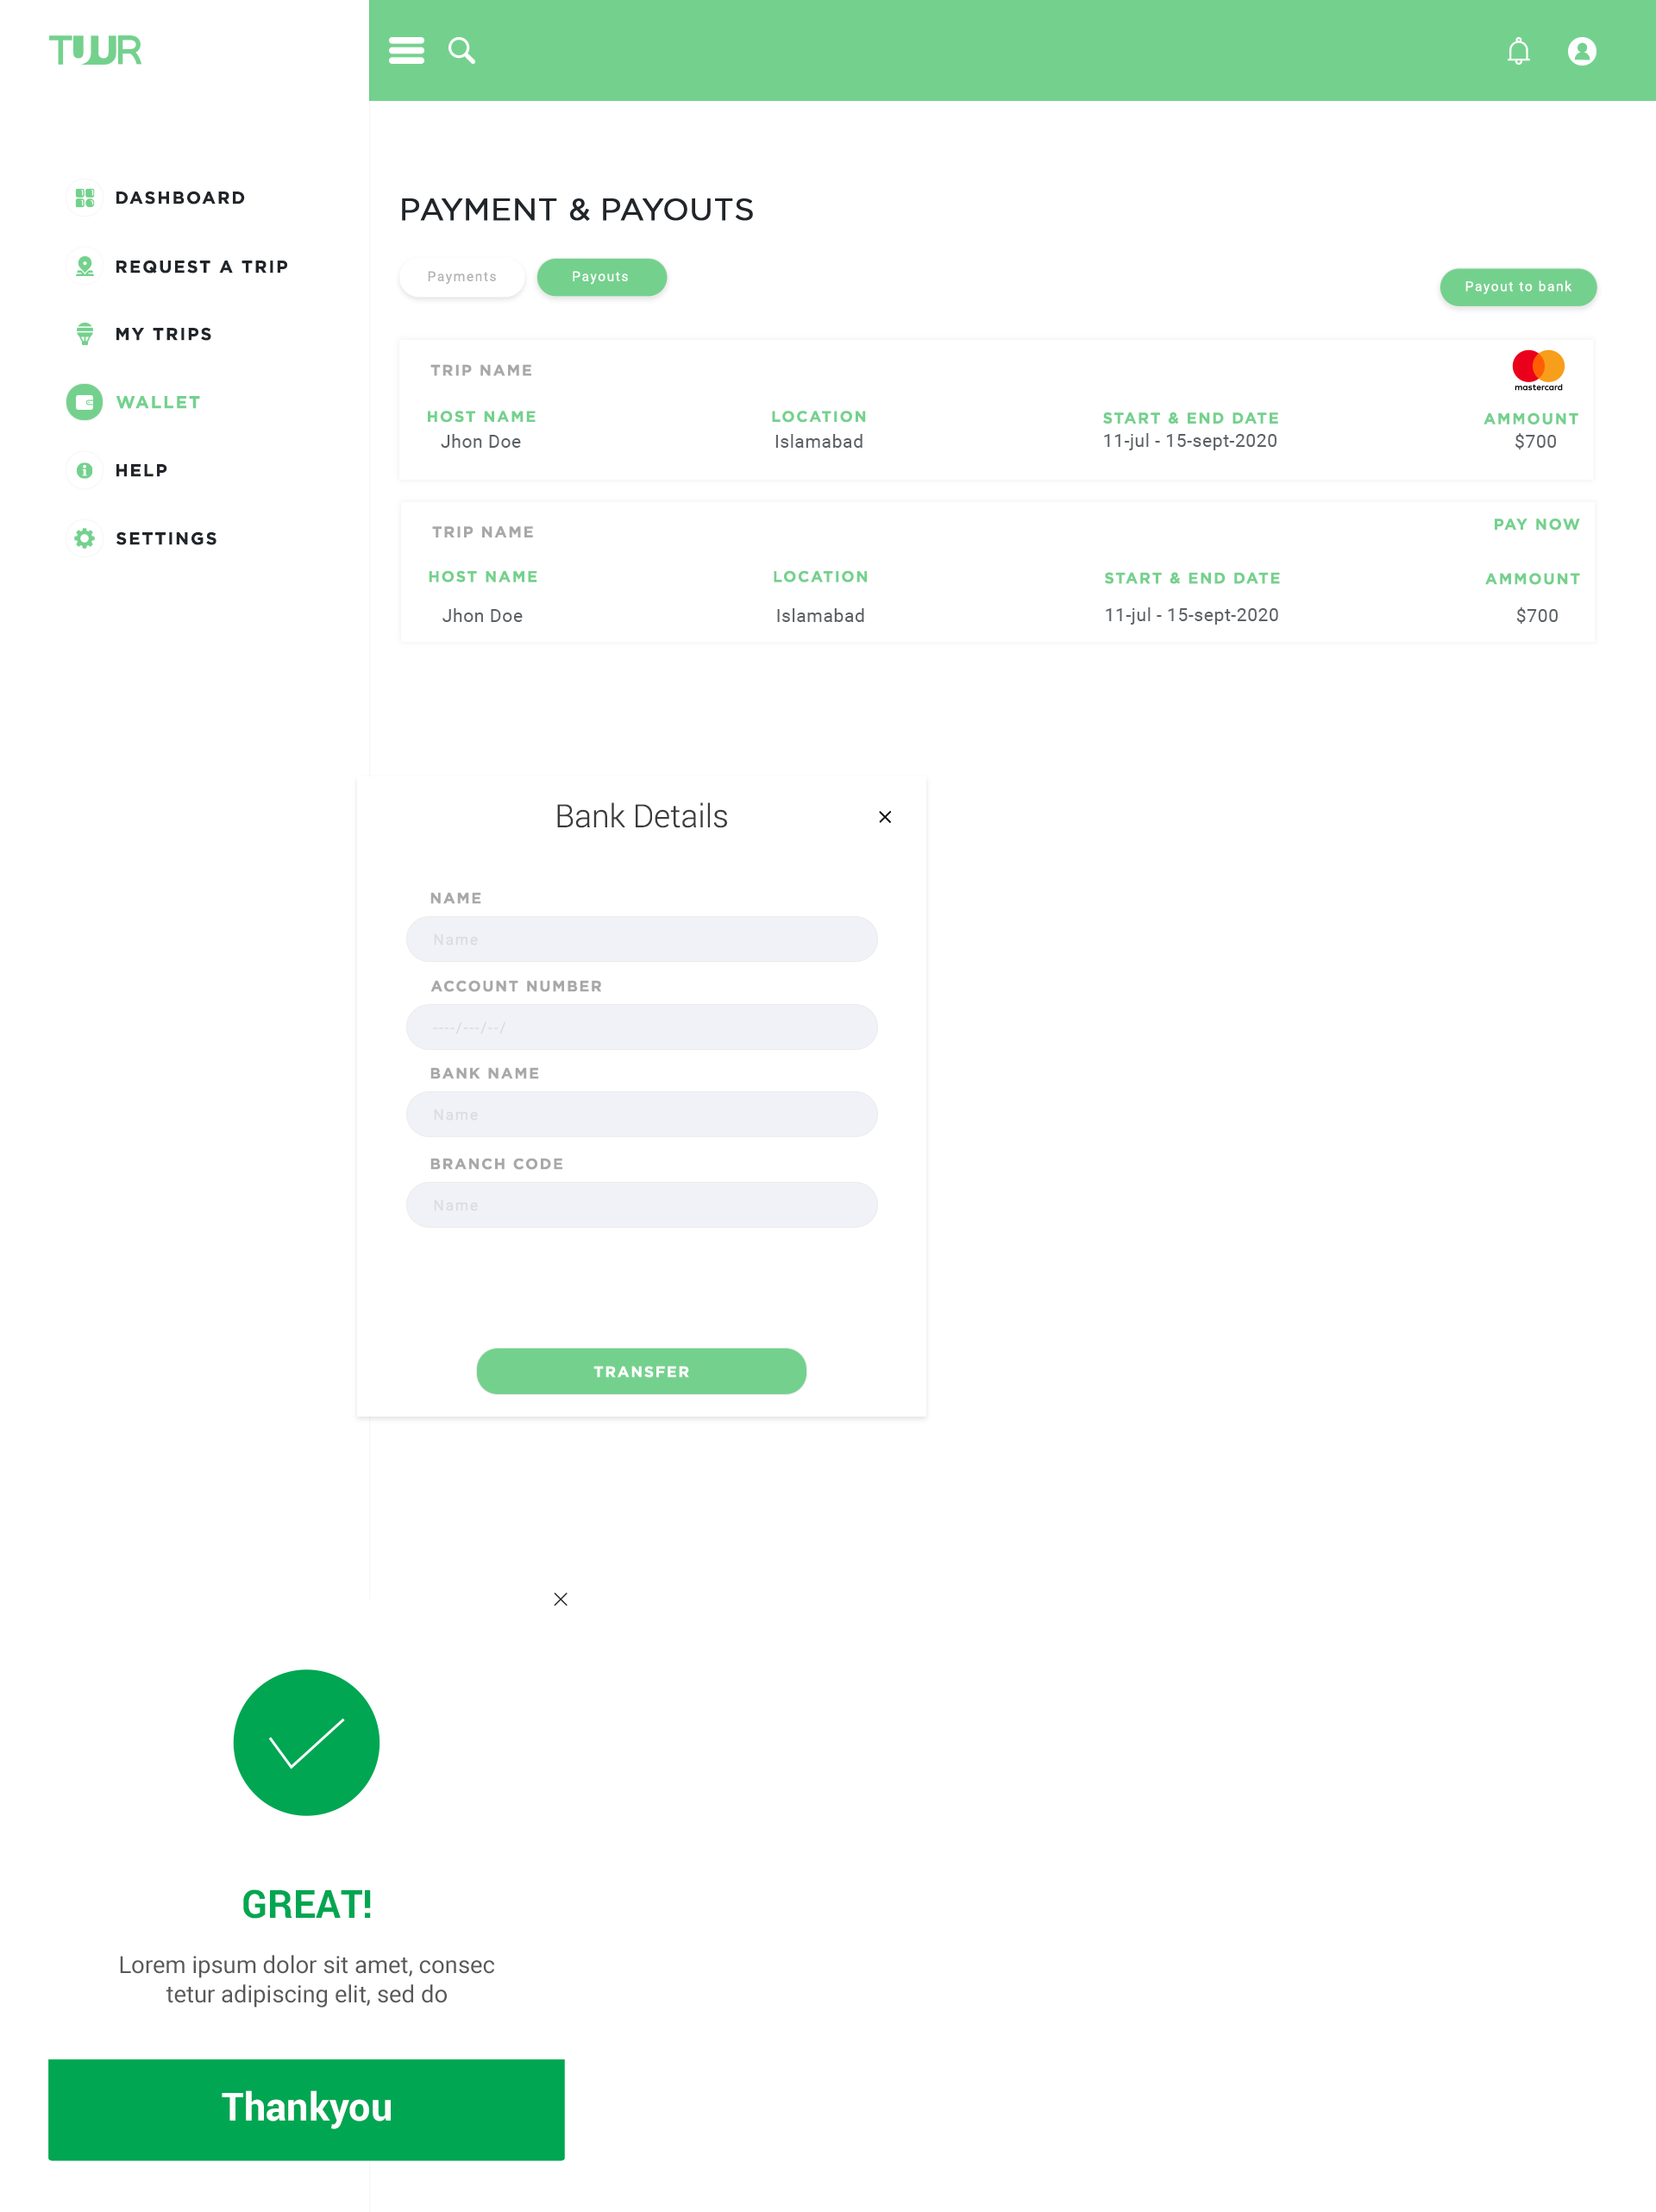 TUUR
DASHBOARD
REQUEST A TRIP
MY TRIPS
WALLET
HELP
SETTINGS
PAYMENT & PAYOUTS
Payments
Payouts
Payout to bank
TRIP NAME
mastercard
HOST NAME LOCATION START & END DATE AMMOUNT
Jhon Doe Islamabad 11-jul - 15-sept-2020 $700
TRIP NAME
PAY NOW
HOST NAME LOCATION START & END DATE AMMOUNT
Jhon Doe Islamabad 11-jul - 15-sept-2020 $700
Bank Details
NAME
Name
ACCOUNT NUMBER
----/---/--/
BANK NAME
Name
BRANCH CODE
Name
TRANSFER
GREAT!
Lorem ipsum dolor sit amet, consec
tetur adipiscing elit, sed do
Thankyou